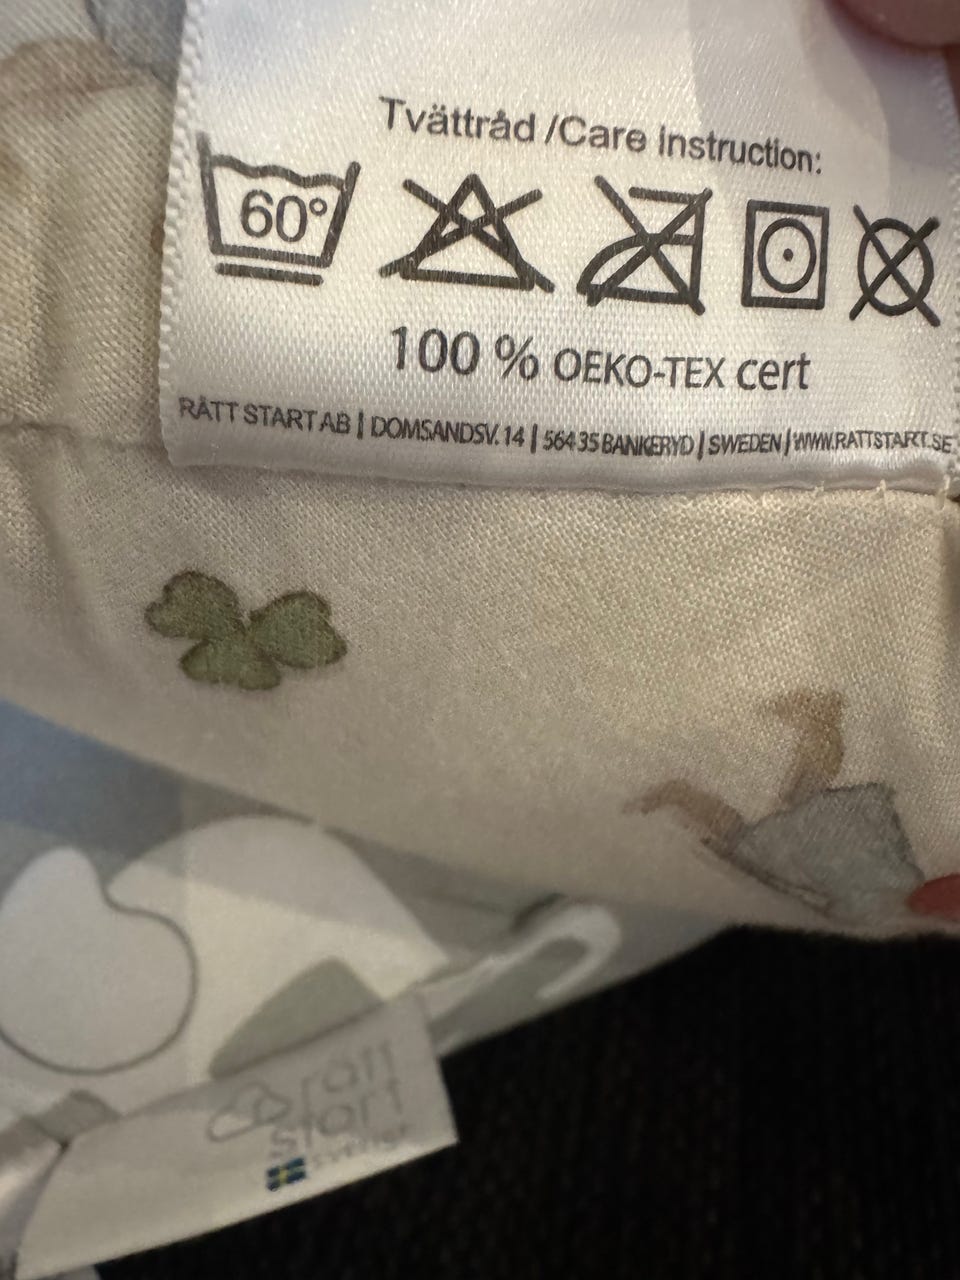 Tvättråd /Care instruction:
60°
100 % OEKO-TEX cert
RÄTT START AB | DOMSANDSV. 14 | 564 35 BANKERYD | SWEDEN | WWW.RATTSTART.SE
rätt
start